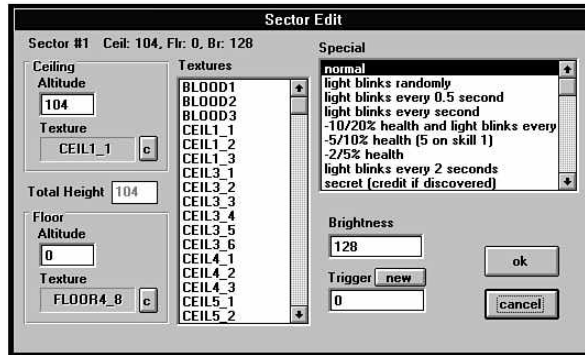 Sector Edit
Sector #1 Ceil: 104, Flr: 0, Br: 128
Ceiling
Altitude
104
Texture
CEIL1_1 c
Total Height 104
Floor
Altitude
0
Texture
FLOOR4_8 c
Textures
BLOOD1
BLOOD2
BLOOD3
CEIL1_1
CEIL1_2
CEIL1_3
CEIL3_1
CEIL3_2
CEIL3_3
CEIL3_4
CEIL3_5
CEIL3_6
CEIL4_1
CEIL4_2
CEIL4_3
CEIL5_1
CEIL5_2
Special
normal
light blinks randomly
light blinks every 0.5 second
light blinks every second
-10/20% health and light blinks every
-5/10% health (5 on skill 1)
-2/5% health
light blinks every 2 seconds
secret (credit if discovered)
Brightness
128
Trigger new
0
ok
cancel